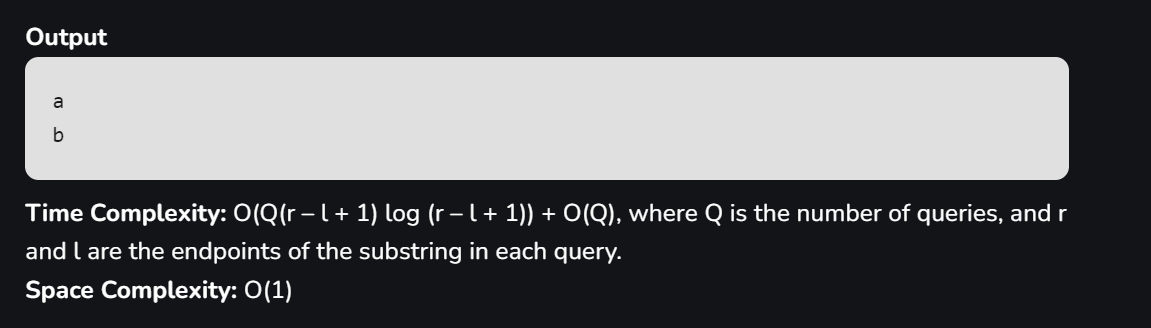 Output
a
b
Time Complexity: O(Q(r – l + 1) log (r – l + 1)) + O(Q), where Q is the number of queries, and r
and l are the endpoints of the substring in each query.
Space Complexity: O(1)